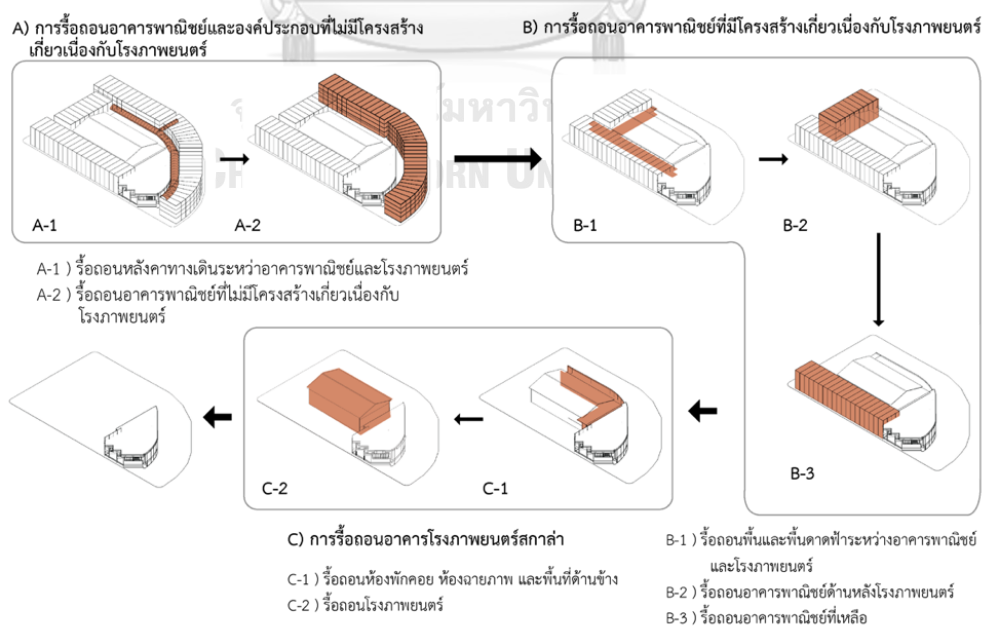 A) การรื้อถอนอาคารพาณิชย์และองค์ประกอบที่ไม่มีโครงสร้าง
เกี่ยวเนื่องกับโรงภาพยนตร์
B) การรื้อถอนอาคารพาณิชย์ที่มีโครงสร้างเกี่ยวเนื่องกับโรงภาพยนตร์
A-1
A-2
B-1
B-2
A-1 ) รื้อถอนหลังคาทางเดินระหว่าอาคารพาณิชย์และโรงภาพยนตร์
A-2 ) รื้อถอนอาคารพาณิชย์ที่ไม่มีโครงสร้างเกี่ยวเนื่องกับ
โรงภาพยนตร์
B-3
C-2
C-1
C) การรื้อถอนอาคารโรงภาพยนตร์สกาล่า
C-1 ) รื้อถอนห้องพักคอย ห้องฉายภาพ และพื้นที่ด้านข้าง
C-2 ) รื้อถอนโรงภาพยนตร์
B-1 ) รื้อถอนพื้นและพื้นดาดฟ้าระหว่างอาคารพาณิชย์
และโรงภาพยนตร์
B-2 ) รื้อถอนอาคารพาณิชย์ด้านหลังโรงภาพยนตร์
B-3 ) รื้อถอนอาคารพาณิชย์ที่เหลือ